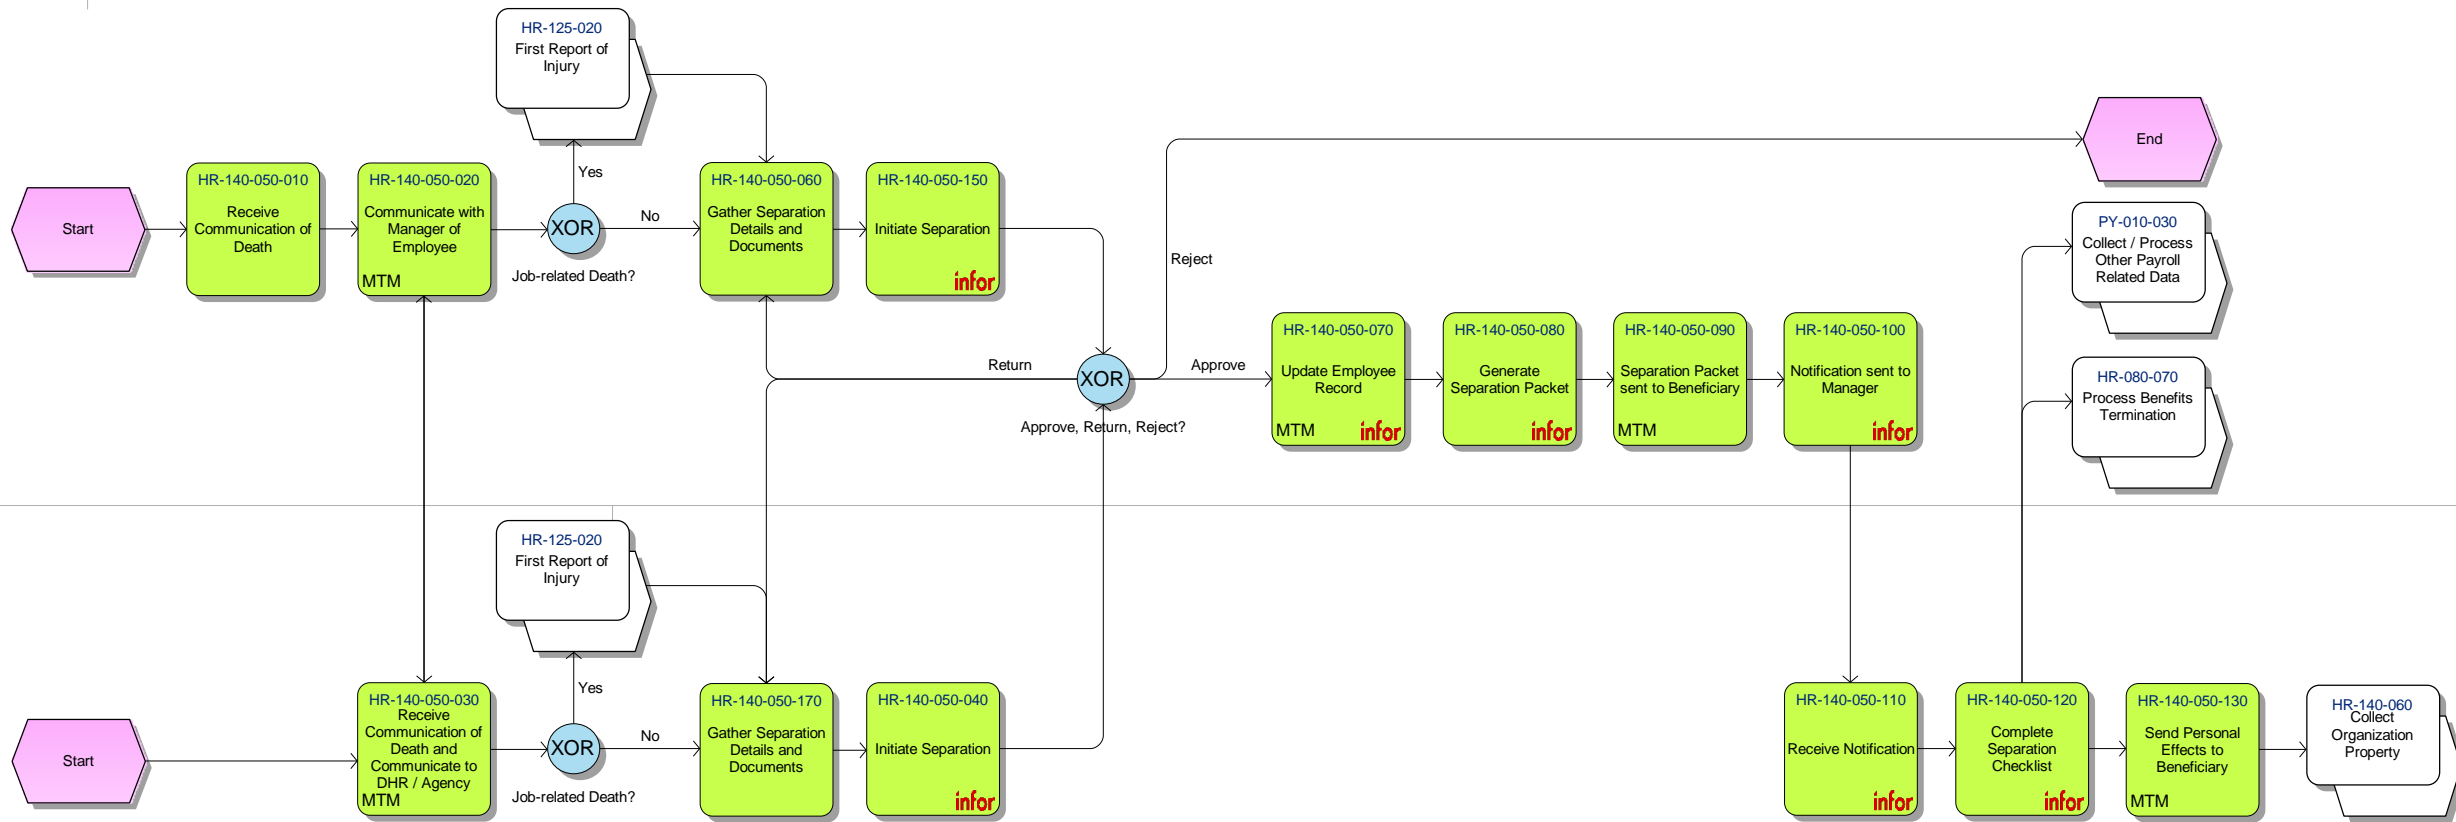 HR-125-020
First Report of
Injury
Start
HR-140-050-010
Receive
Communication of
Death
HR-140-050-020
Communicate with
Manager of
Employee
MTM
Yes
XOR
No
Job-related Death?
HR-140-050-060
Gather Separation
Details and
Documents
HR-140-050-150
Initiate Separation
infor
Return
XOR
Approve, Return, Reject?
Reject
Approve
End
HR-140-050-070
Update Employee
Record
MTM infor
HR-140-050-080
Generate
Separation Packet
infor
HR-140-050-090
Separation Packet
sent to Beneficiary
MTM
HR-140-050-100
Notification sent to
Manager
infor
PY-010-030
Collect / Process
Other Payroll
Related Data
HR-080-070
Process Benefits
Termination
HR-125-020
First Report of
Injury
Start
HR-140-050-030
Receive
Communication of
Death and
Communicate to
DHR / Agency
MTM
Yes
XOR
No
Job-related Death?
HR-140-050-170
Gather Separation
Details and
Documents
HR-140-050-040
Initiate Separation
infor
HR-140-050-110
Receive Notification
infor
HR-140-050-120
Complete
Separation
Checklist
infor
HR-140-050-130
Send Personal
Effects to
Beneficiary
MTM
HR-140-060
Collect
Organization
Property